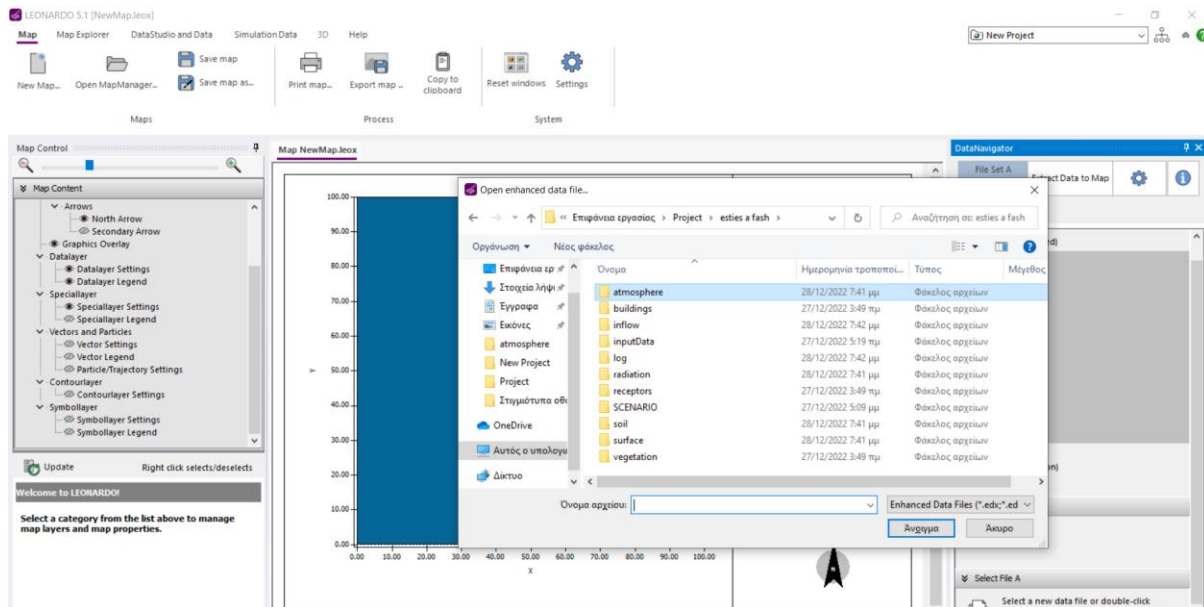 LEONARDO 5.1 [NewMap.leox]
Map Map Explorer DataStudio and Data Simulation Data 3D Help
New Project
New Map... Open MapManager... Save map
Save map as...
Print map... Export map ... Copy to clipboard
Reset windows Settings
Maps Process System
Map Control
Map Content
Arrows
North Arrow
Secondary Arrow
Graphics Overlay
Datalayer
Datalayer Settings
Datalayer Legend
Speciallayer
Speciallayer Settings
Speciallayer Legend
Vectors and Particles
Vector Settings
Vector Legend
Particle/Trajectory Settings
Contourlayer
Contourlayer Settings
Symbollayer
Symbollayer Settings
Symbollayer Legend
Update Right click selects/deselects
Welcome to LEONARDO!
Select a category from the list above to manage
map layers and map properties.
Map NewMap.leox
100.00
90.00
80.00
70.00
60.00
Y
50.00
40.00
30.00
20.00
10.00
0.00
0.00 10.00 20.00 30.00 40.00 50.00 60.00 70.00 80.00 90.00 100.00
X
Open enhanced data file...
« Επιφάνεια εργασίας > Project > esties a fash >
Αναζήτηση σε: esties a fash
Οργάνωση Νέος φάκελος
Επιφάνεια ερ
Στοιχεία λήψι
Έγγραφα
Εικόνες
atmosphere
New Project
Project
Στιγμιότυπα οθο
OneDrive
Αυτός ο υπολογι
Δίκτυο
Όνομα Ημερομηνία τροποποί... Τύπος Μέγεθος
atmosphere 28/12/2022 7:41 μμ Φάκελος αρχείων
buildings 27/12/2022 3:49 πμ Φάκελος αρχείων
inflow 28/12/2022 7:42 μμ Φάκελος αρχείων
inputData 27/12/2022 5:19 πμ Φάκελος αρχείων
log 28/12/2022 7:42 μμ Φάκελος αρχείων
radiation 28/12/2022 7:41 μμ Φάκελος αρχείων
receptors 27/12/2022 3:49 πμ Φάκελος αρχείων
SCENARIO 27/12/2022 5:09 μμ Φάκελος αρχείων
soil 28/12/2022 7:41 μμ Φάκελος αρχείων
surface 28/12/2022 7:41 μμ Φάκελος αρχείων
vegetation 27/12/2022 3:49 πμ Φάκελος αρχείων
Όνομα αρχείου: Enhanced Data Files (*.edx;*.ed
Άνοιγμα Άκυρο
DataNavigator
File Set A
Extract Data to Map
ed)
on)
Select File A
Select a new data file or double-click